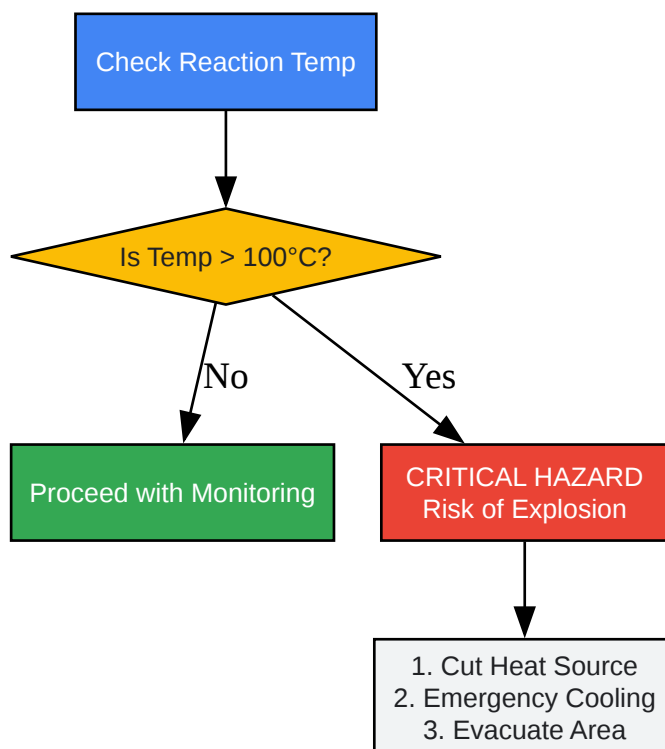 Check Reaction Temp
Is Temp > 100°C?
No
Yes
Proceed with Monitoring
CRITICAL HAZARD
Risk of Explosion
1. Cut Heat Source
2. Emergency Cooling
3. Evacuate Area